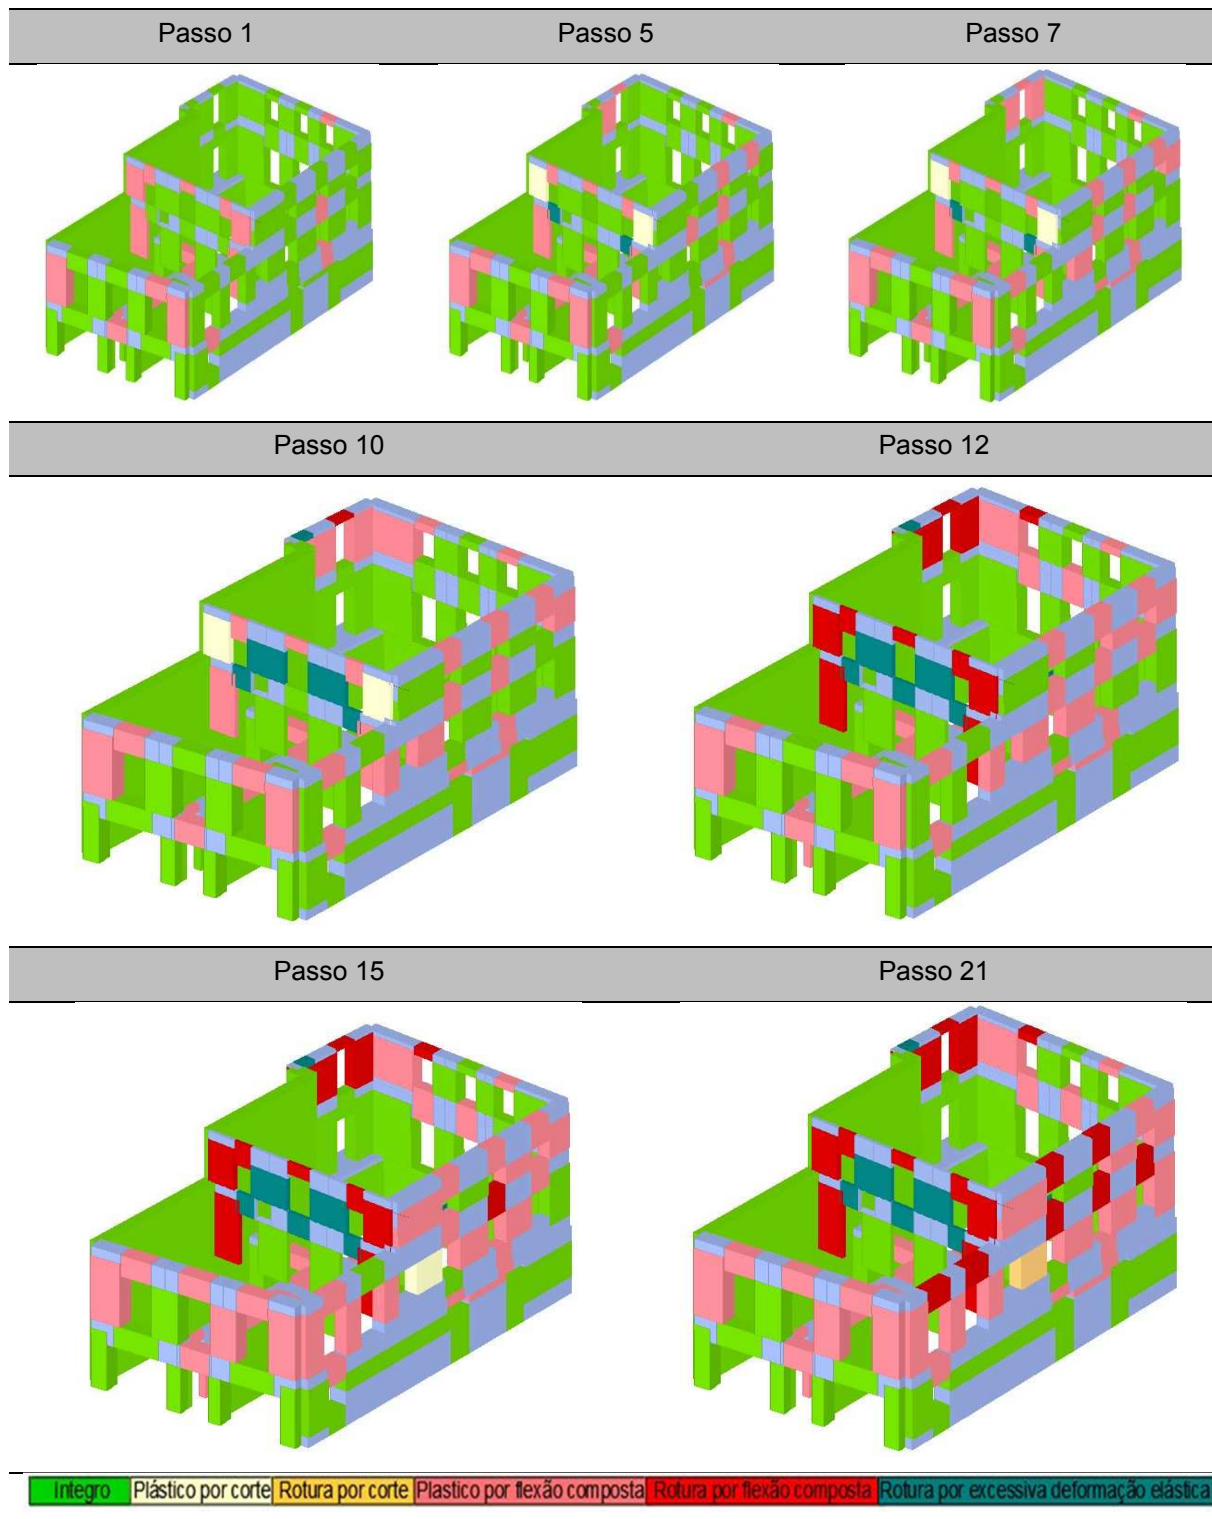 Passo 1 Passo 5 Passo 7
Passo 10 Passo 12
Passo 15 Passo 21
Integro Plástico por corte Rotura por corte Plastico por flexão composta Rotura por flexão composta Rotura por excessiva deformação elástica